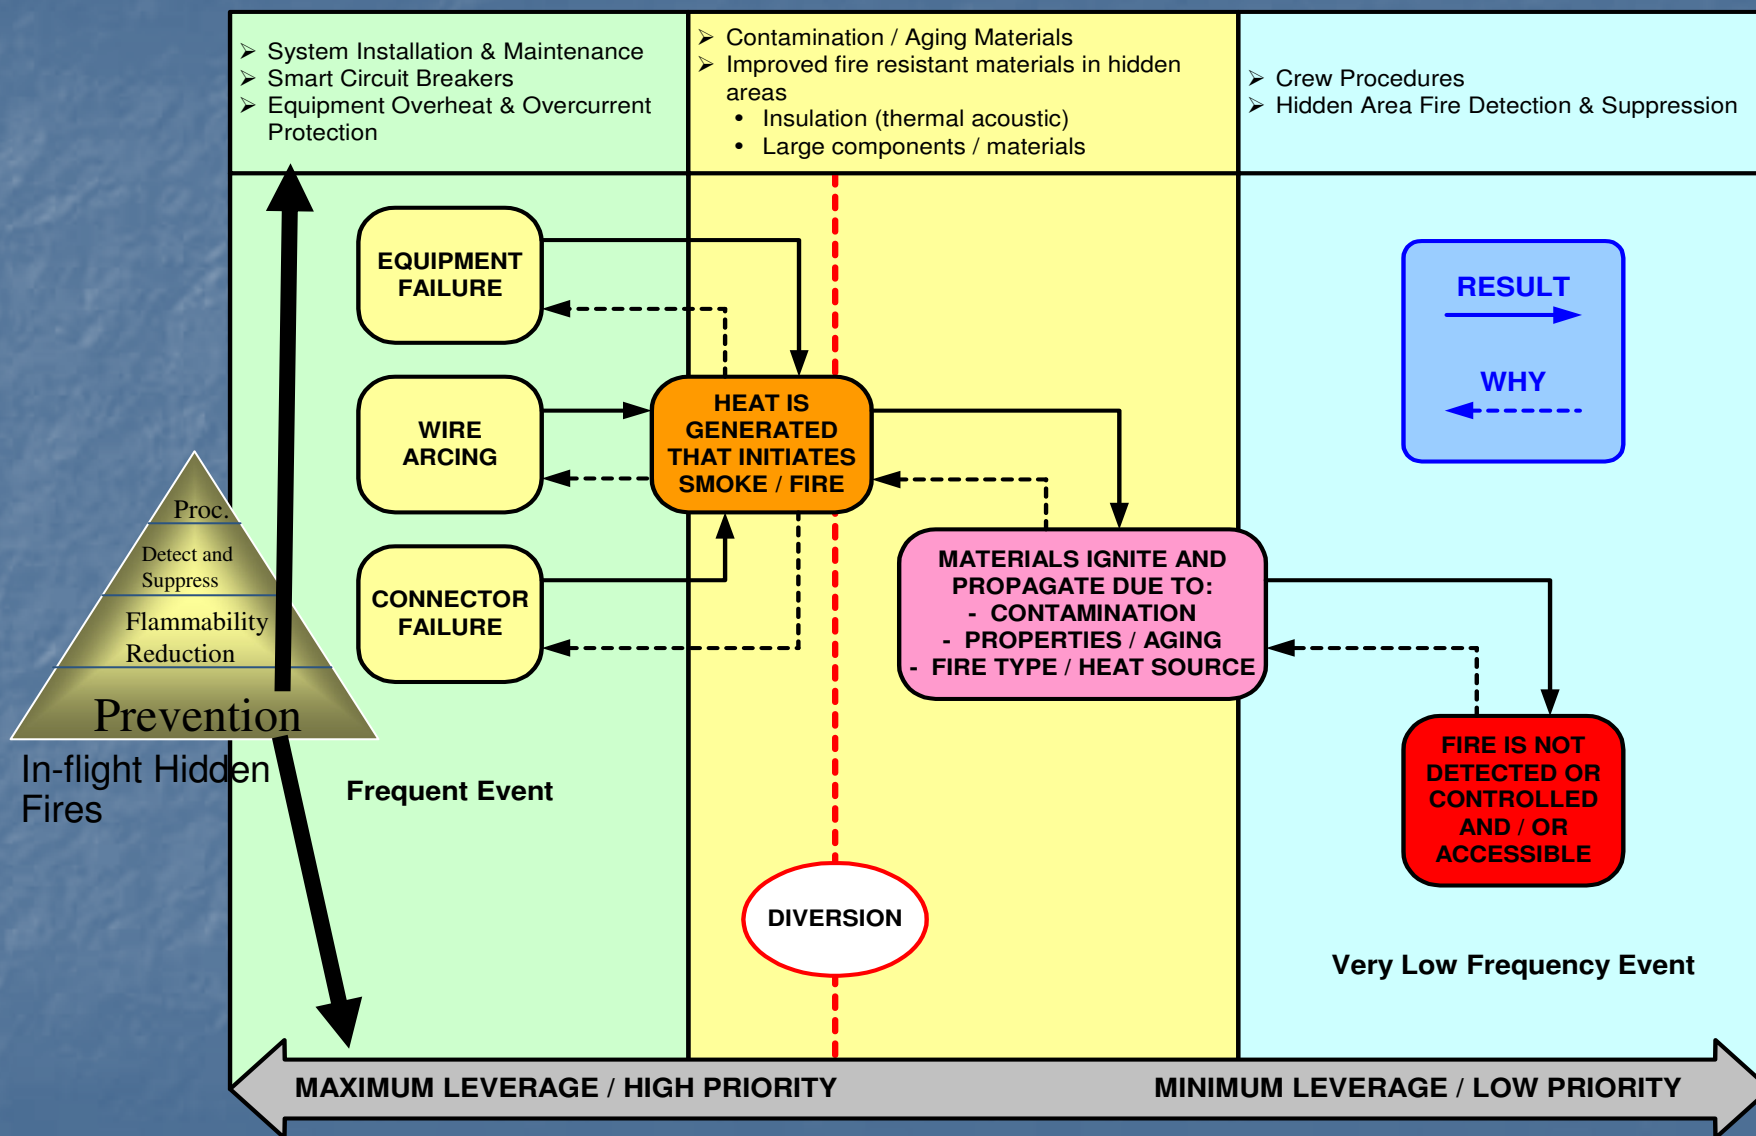 ➢ System Installation & Maintenance
➢ Smart Circuit Breakers
➢ Equipment Overheat & Overcurrent
Protection
➢ Contamination / Aging Materials
➢ Improved fire resistant materials in hidden
areas
• Insulation (thermal acoustic)
• Large components / materials
➢ Crew Procedures
➢ Hidden Area Fire Detection & Suppression
EQUIPMENT
FAILURE
WIRE
ARCING
CONNECTOR
FAILURE
HEAT IS
GENERATED
THAT INITIATES
SMOKE / FIRE
MATERIALS IGNITE AND
PROPAGATE DUE TO:
- CONTAMINATION
- PROPERTIES / AGING
- FIRE TYPE / HEAT SOURCE
RESULT
WHY
FIRE IS NOT
DETECTED OR
CONTROLLED
AND / OR
ACCESSIBLE
Proc.
Detect and
Suppress
Flammability
Reduction
Prevention
In-flight Hidden
Fires
Frequent Event
DIVERSION
Very Low Frequency Event
MAXIMUM LEVERAGE / HIGH PRIORITY
MINIMUM LEVERAGE / LOW PRIORITY